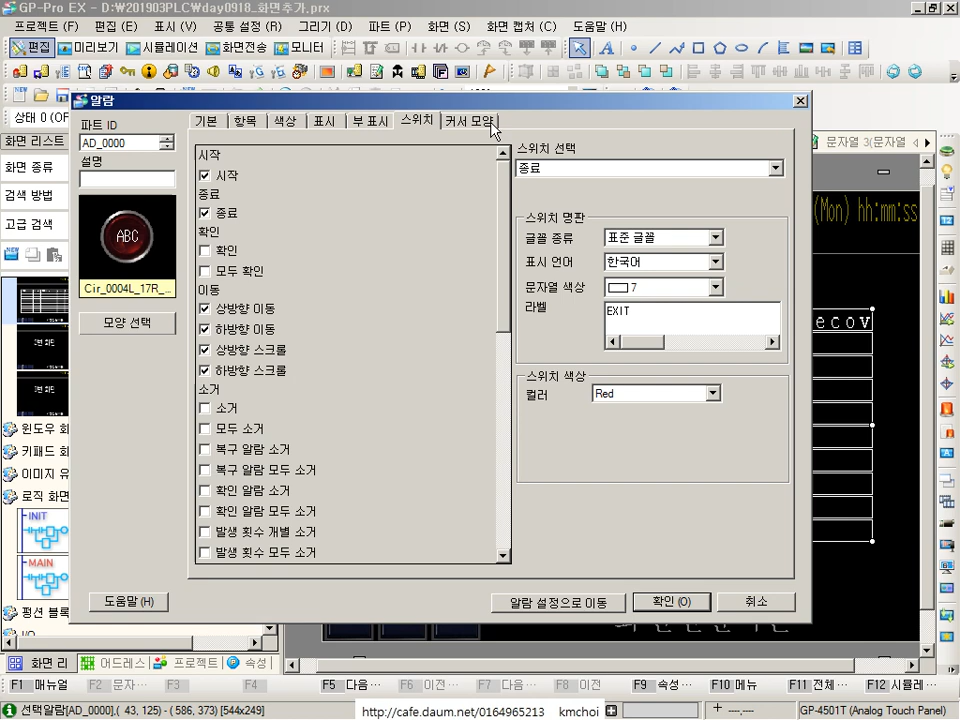 GP-Pro EX - D:\201903PLC\day0918_화면추가.prx
프로젝트 (F) 편집 (E) 표시 (V) 공통 설정 (R) 그리기 (D) 파트 (P) 화면 (S) 화면 캡처 (C) 도움말 (H)
편집 미리보기 시뮬레이션 화면전송 모니터
상태 0 (OF
화면 리스트
화면 종류
검색 방법
고급 검색
2번 화면
3번 화면
윈도우 화
키패드 화
이미지 유
로직 화면
INIT
MAIN
펑션 블록
I/O
알람
파트 ID
AD_0000
설명
ABC
Cir_0004L_17R_...
모양 선택
기본 항목 색상 표시 부 표시 스위치 커서 모양
시작
시작
종료
종료
확인
확인
모두 확인
이동
상방향 이동
하방향 이동
상방향 스크롤
하방향 스크롤
소거
소거
모두 소거
복구 알람 소거
복구 알람 모두 소거
확인 알람 소거
확인 알람 모두 소거
발생 횟수 개별 소거
발생 횟수 모두 소거
스위치 선택
종료
스위치 명판
글꼴 종류 표준 글꼴
표시 언어 한국어
문자열 색상 7
라벨 EXIT
스위치 색상
컬러 Red
도움말 (H) 알람 설정으로 이동 확인 (O) 취소
문자열 3(문자열
(Mon) hh:mm:ss
ecov
화면 리 어드레스 프로젝트 속성
F1 매뉴얼 F2 문자... F3 F4 F5 다음... F6 이전... F7 다음... F8 이전 F9 속성... F10 메뉴 F11 전체... F12 시뮬레...
선택알람[AD_0000],( 43, 125) - ( 586, 373) [544x249]
http://cafe.daum.net/0164965213 kmchoi
----,----
GP-4501T (Analog Touch Panel)